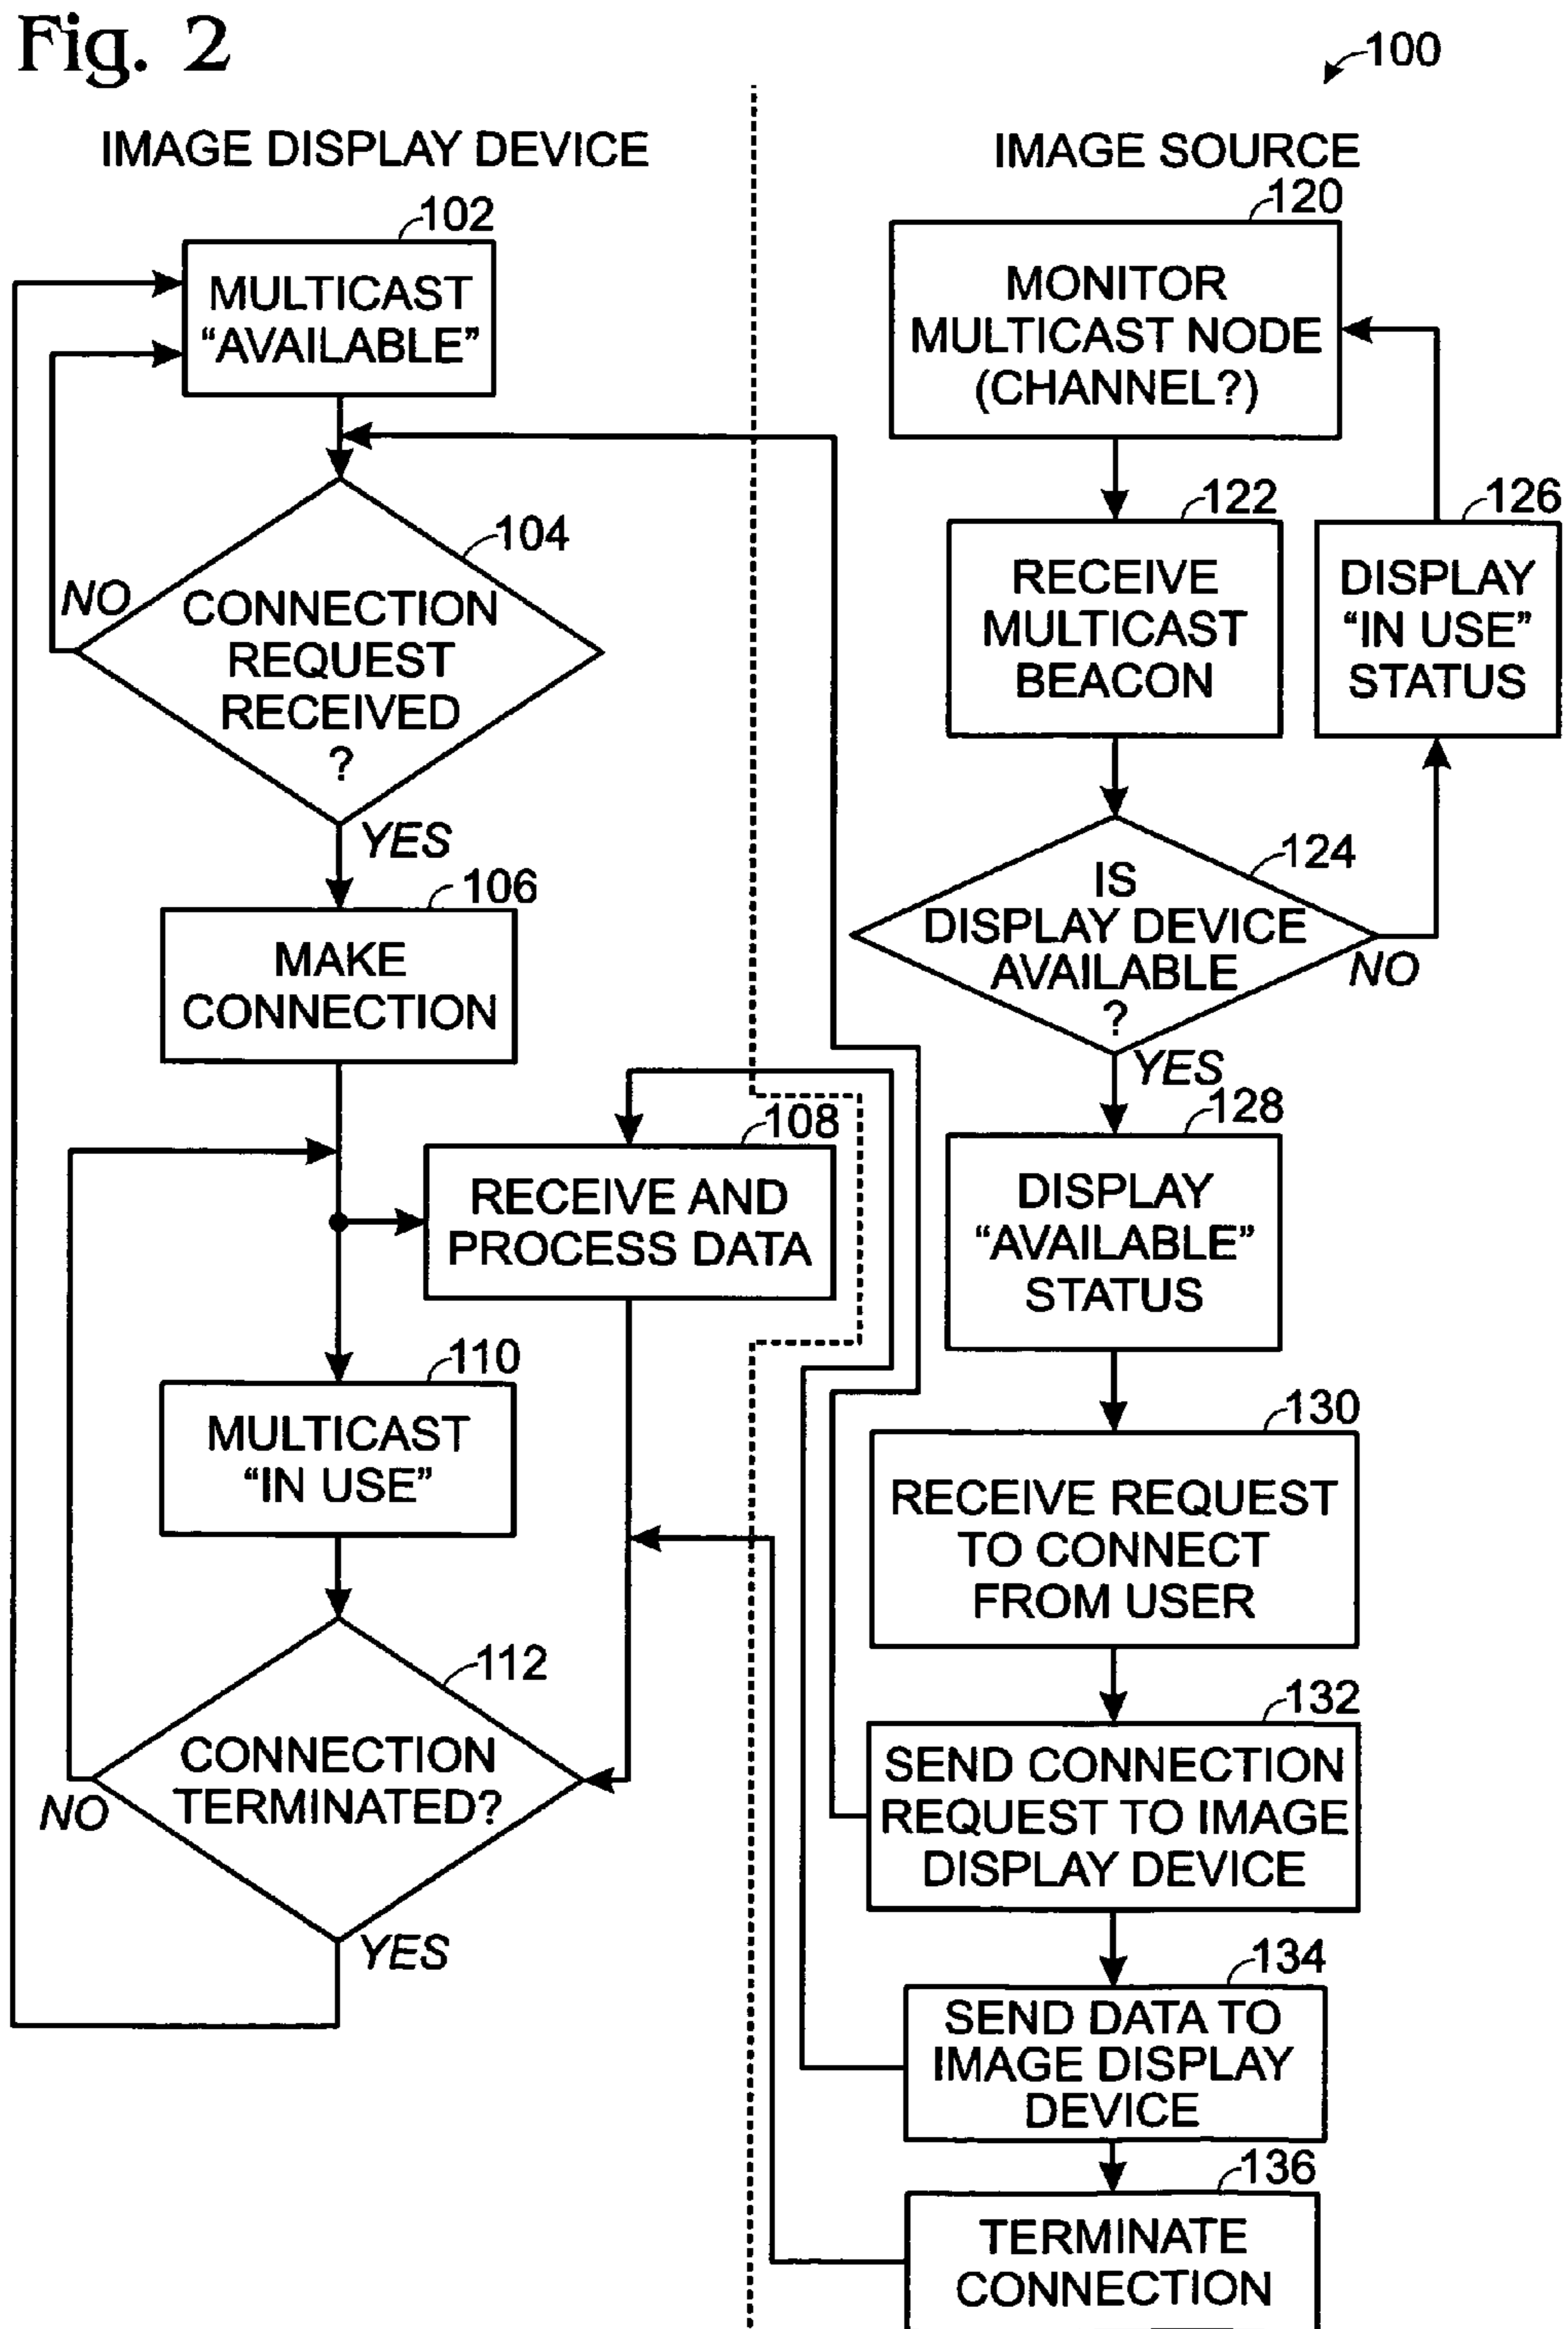 Fig. 2
100
IMAGE DISPLAY DEVICE
102
MULTICAST
“AVAILABLE”
104
CONNECTION
REQUEST
RECEIVED
?
NO
YES
106
MAKE
CONNECTION
108
RECEIVE AND
PROCESS DATA
110
MULTICAST
“IN USE”
112
CONNECTION
TERMINATED?
NO
YES
IMAGE SOURCE
120
MONITOR
MULTICAST NODE
(CHANNEL?)
122
RECEIVE
MULTICAST
BEACON
126
DISPLAY
“IN USE”
STATUS
124
IS
DISPLAY DEVICE
AVAILABLE
?
NO
YES
128
DISPLAY
“AVAILABLE”
STATUS
130
RECEIVE REQUEST
TO CONNECT
FROM USER
132
SEND CONNECTION
REQUEST TO IMAGE
DISPLAY DEVICE
134
SEND DATA TO
IMAGE DISPLAY
DEVICE
136
TERMINATE
CONNECTION